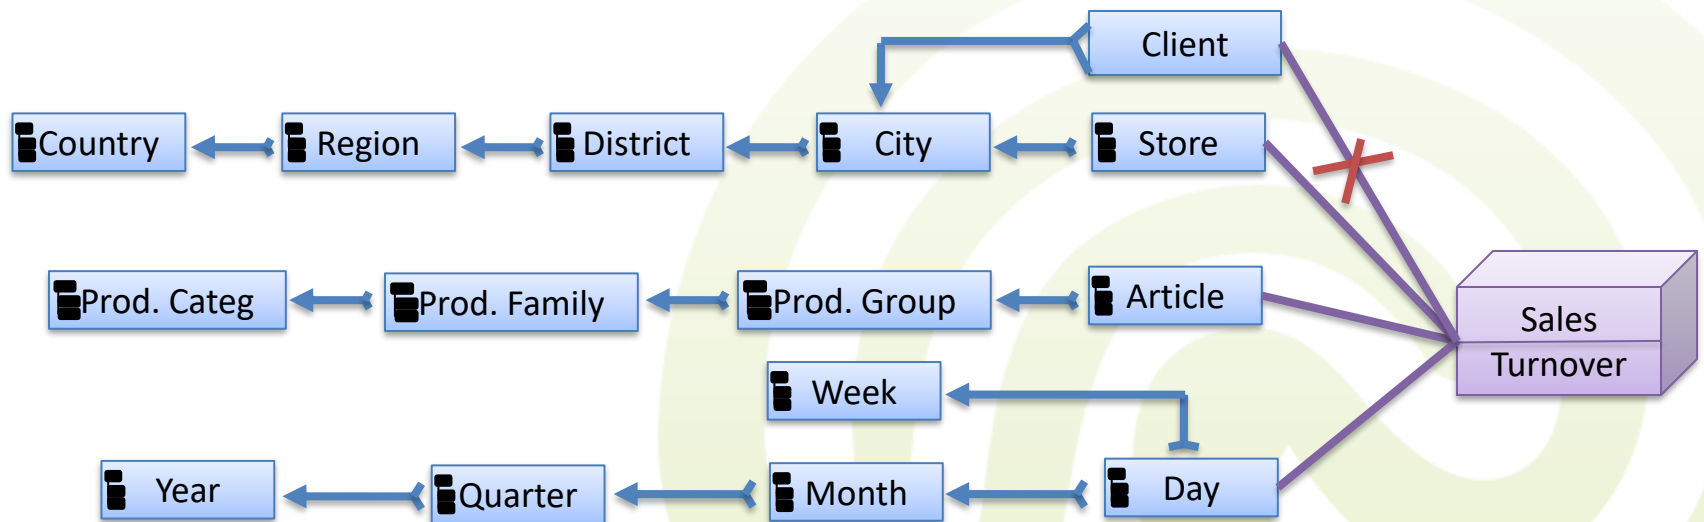 Client
Country
Region
District
City
Store
Prod. Categ
Prod. Family
Prod. Group
Article
Sales
Turnover
Week
Year
Quarter
Month
Day